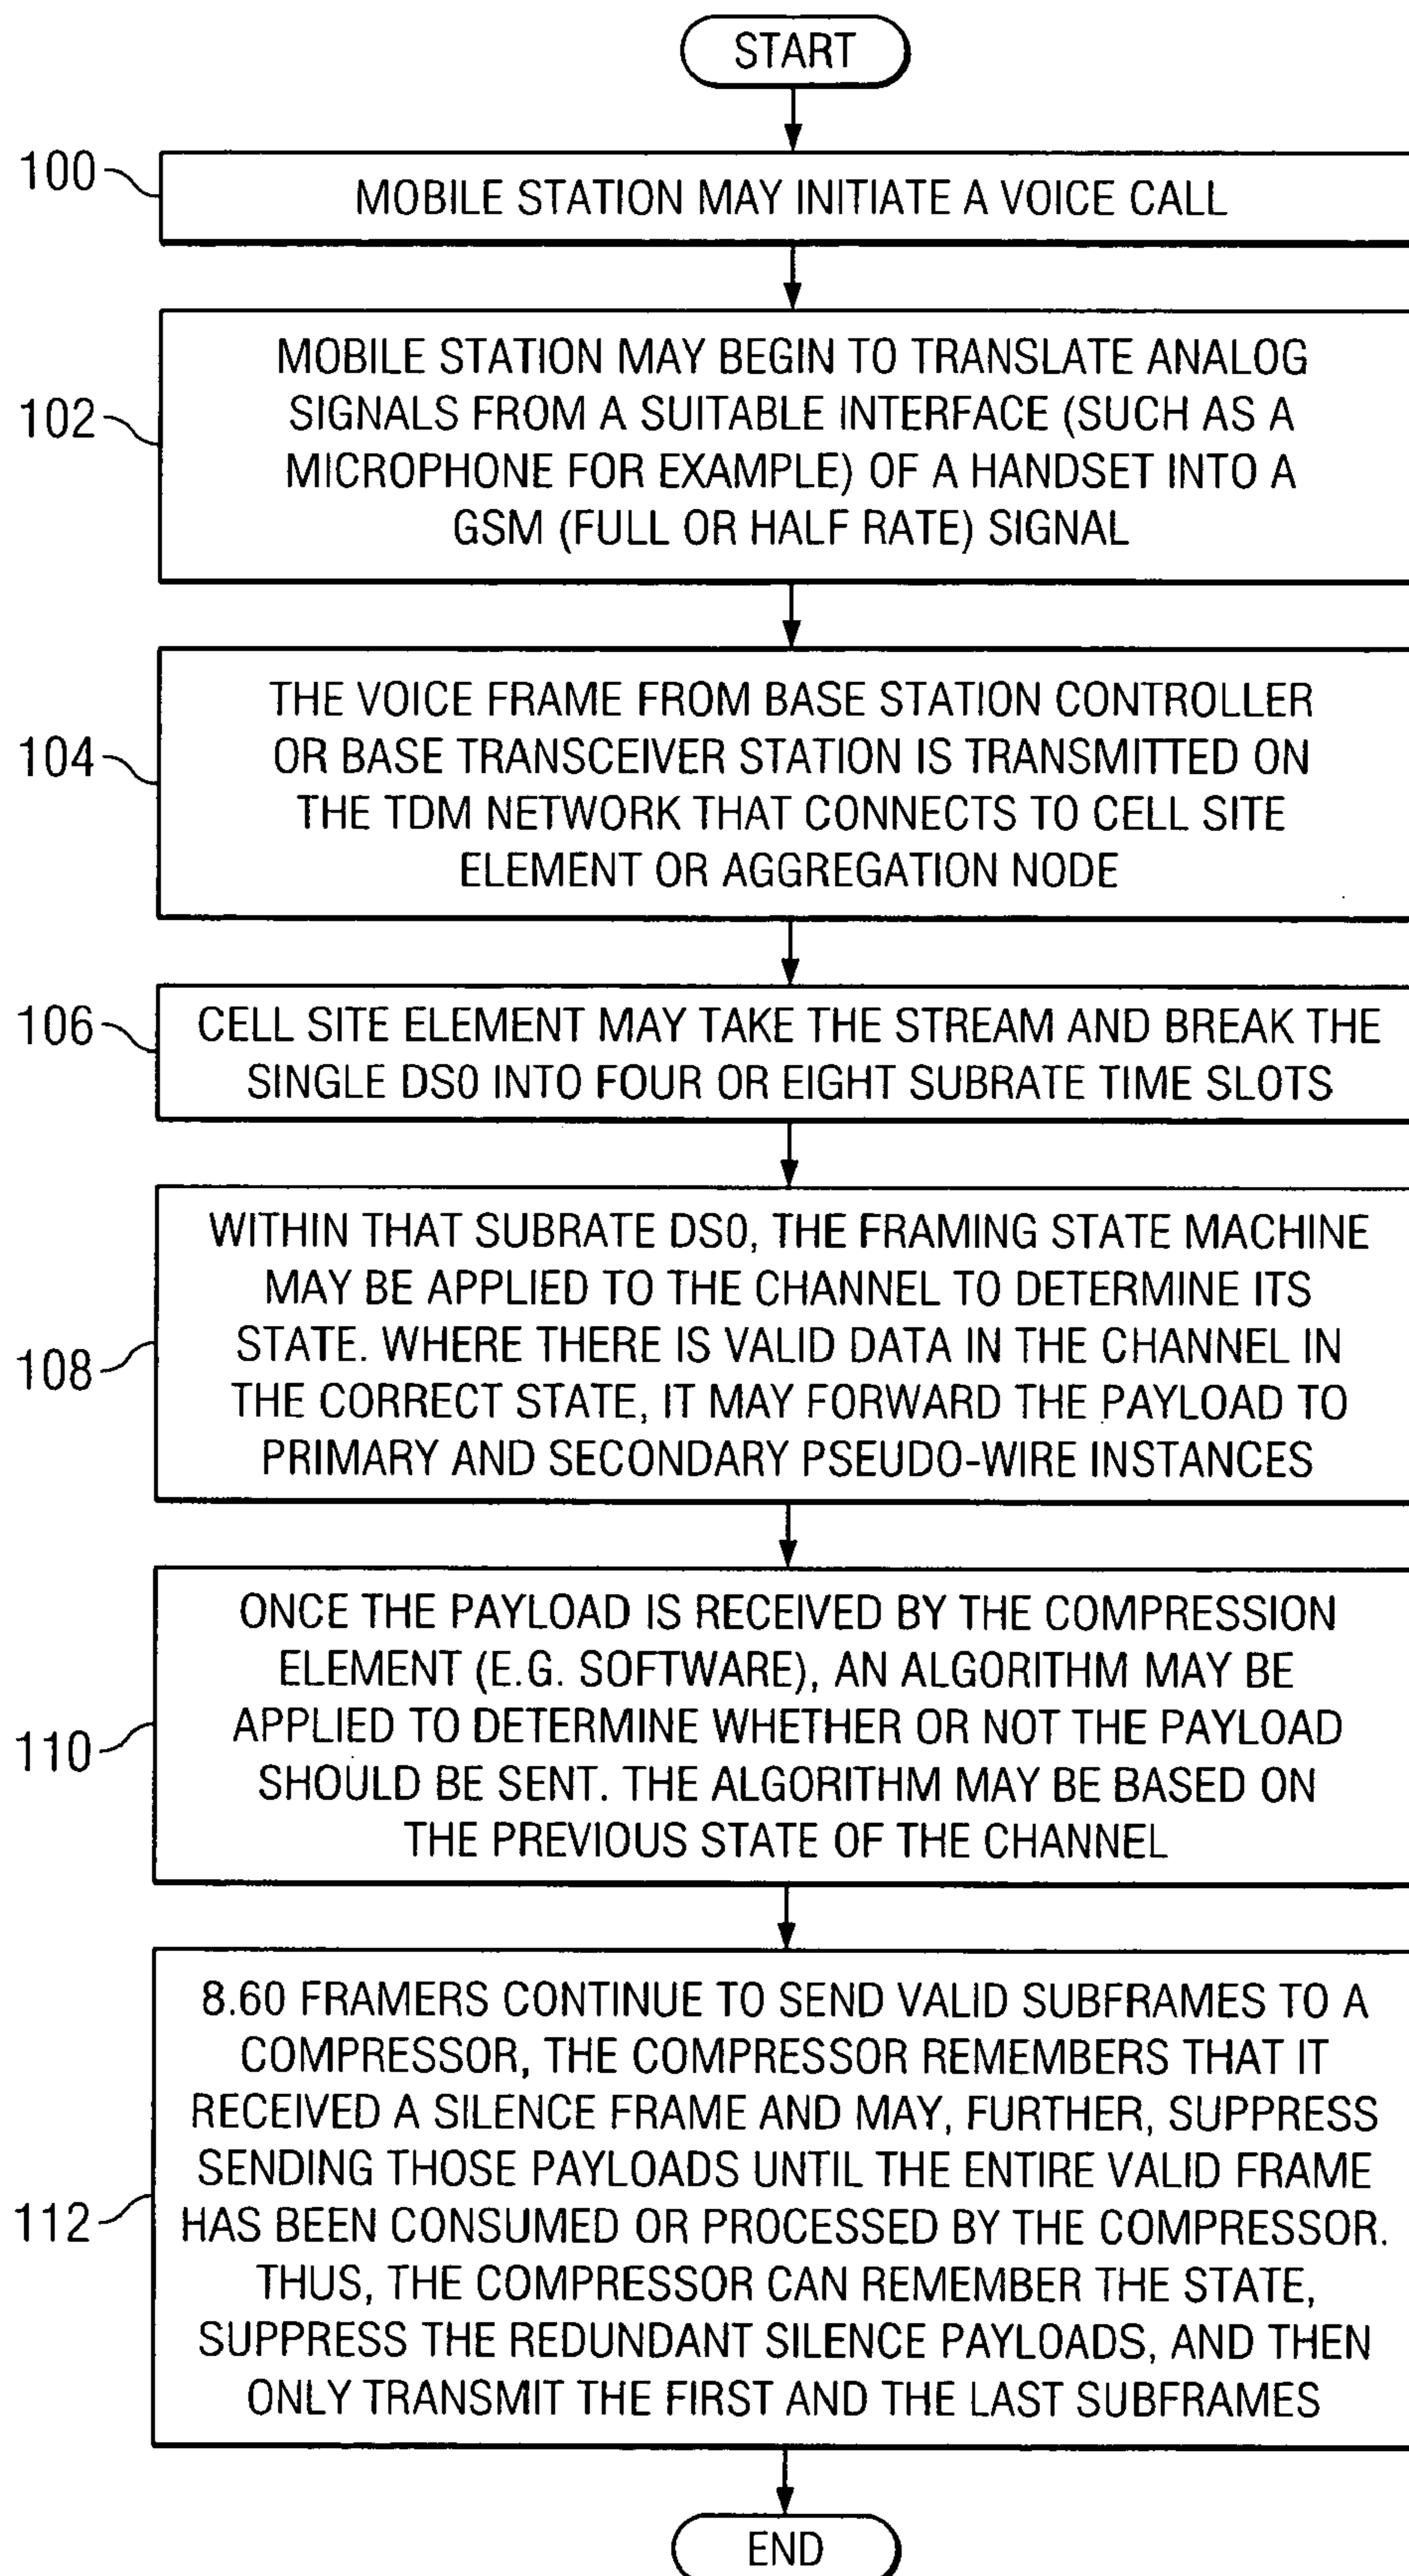 START
100
MOBILE STATION MAY INITIATE A VOICE CALL
102
MOBILE STATION MAY BEGIN TO TRANSLATE ANALOG
SIGNALS FROM A SUITABLE INTERFACE (SUCH AS A
MICROPHONE FOR EXAMPLE) OF A HANDSET INTO A
GSM (FULL OR HALF RATE) SIGNAL
104
THE VOICE FRAME FROM BASE STATION CONTROLLER
OR BASE TRANSCEIVER STATION IS TRANSMITTED ON
THE TDM NETWORK THAT CONNECTS TO CELL SITE
ELEMENT OR AGGREGATION NODE
106
CELL SITE ELEMENT MAY TAKE THE STREAM AND BREAK THE
SINGLE DS0 INTO FOUR OR EIGHT SUBRATE TIME SLOTS
108
WITHIN THAT SUBRATE DS0, THE FRAMING STATE MACHINE
MAY BE APPLIED TO THE CHANNEL TO DETERMINE ITS
STATE. WHERE THERE IS VALID DATA IN THE CHANNEL IN
THE CORRECT STATE, IT MAY FORWARD THE PAYLOAD TO
PRIMARY AND SECONDARY PSEUDO-WIRE INSTANCES
110
ONCE THE PAYLOAD IS RECEIVED BY THE COMPRESSION
ELEMENT (E.G. SOFTWARE), AN ALGORITHM MAY BE
APPLIED TO DETERMINE WHETHER OR NOT THE PAYLOAD
SHOULD BE SENT. THE ALGORITHM MAY BE BASED ON
THE PREVIOUS STATE OF THE CHANNEL
112
8.60 FRAMERS CONTINUE TO SEND VALID SUBFRAMES TO A
COMPRESSOR, THE COMPRESSOR REMEMBERS THAT IT
RECEIVED A SILENCE FRAME AND MAY, FURTHER, SUPPRESS
SENDING THOSE PAYLOADS UNTIL THE ENTIRE VALID FRAME
HAS BEEN CONSUMED OR PROCESSED BY THE COMPRESSOR.
THUS, THE COMPRESSOR CAN REMEMBER THE STATE,
SUPPRESS THE REDUNDANT SILENCE PAYLOADS, AND THEN
ONLY TRANSMIT THE FIRST AND THE LAST SUBFRAMES
END